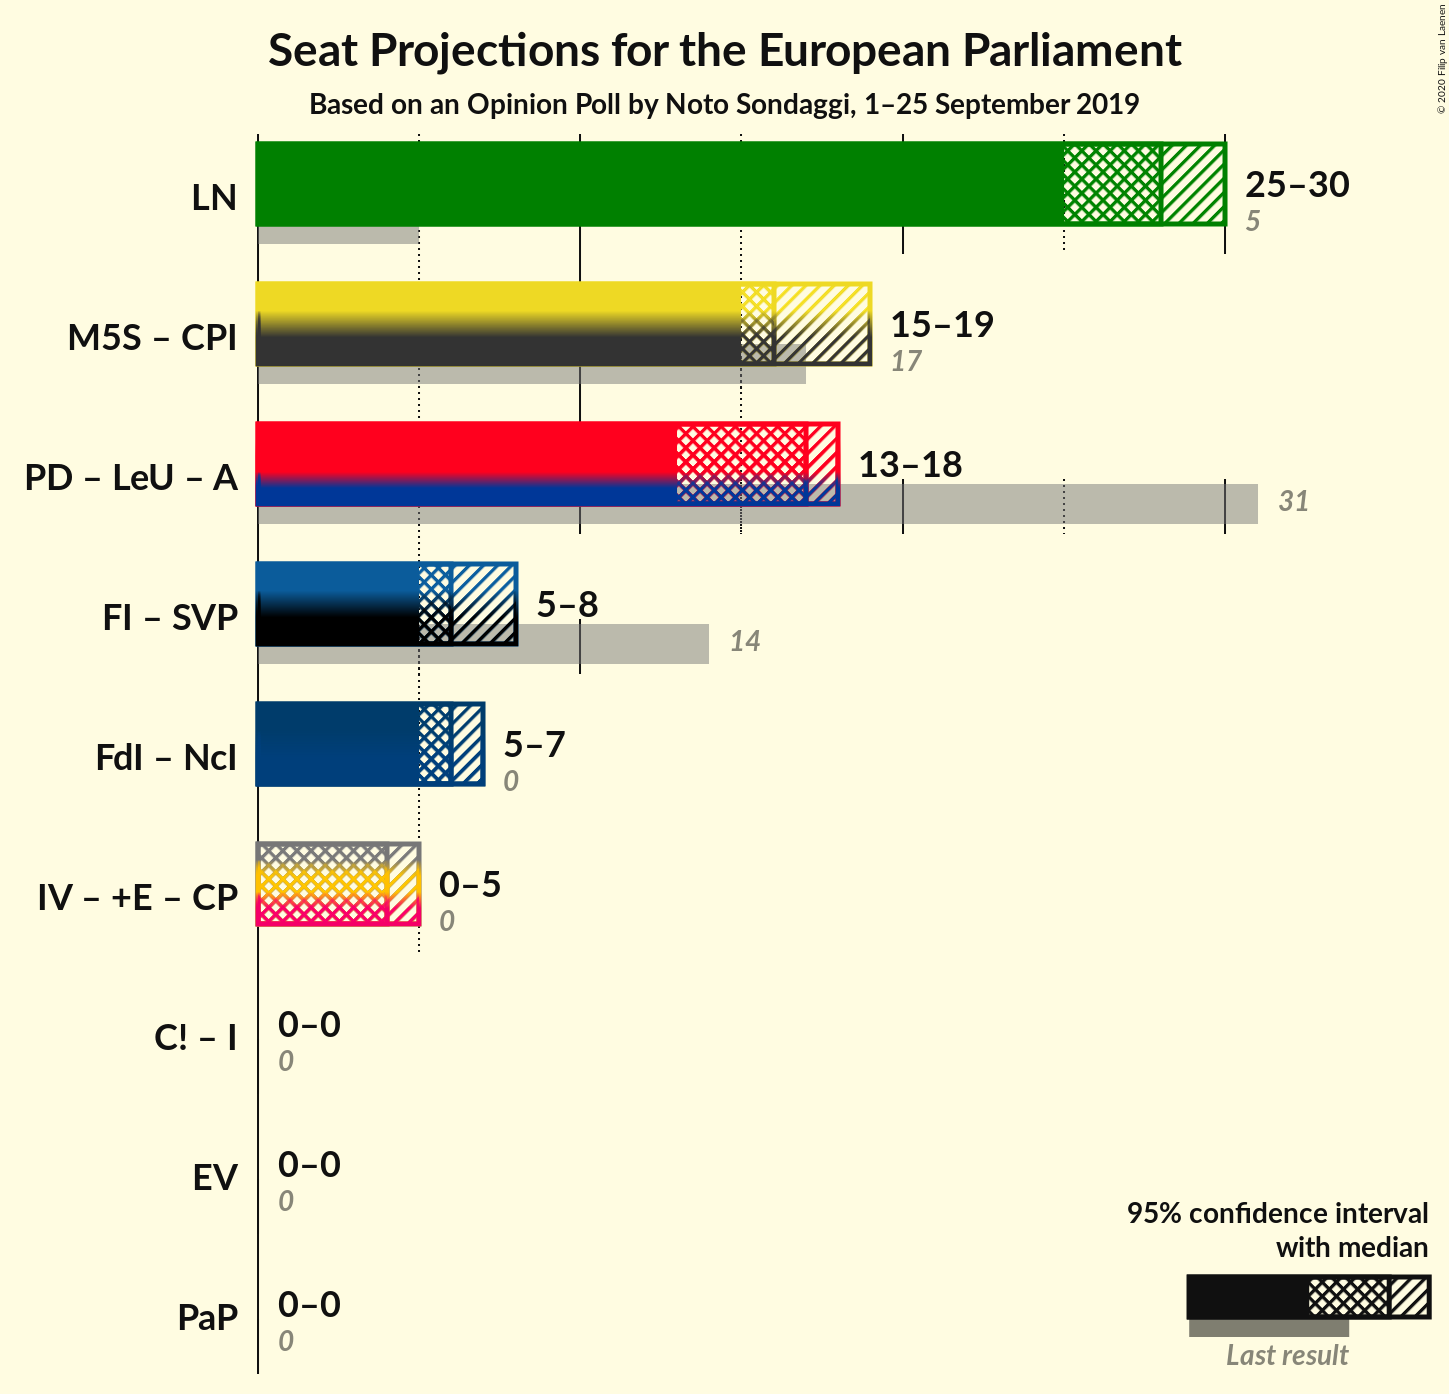 Seat Projections for the European Parliament
Based on an Opinion Poll by Noto Sondaggi, 1–25 September 2019
© 2020 Filip van Laenen
LN
25–30
5
M5S – CPI
15–19
17
PD – LeU – A
13–18
31
FI – SVP
5–8
14
FdI – NcI
5–7
0
IV – +E – CP
0–5
0
C! – I
0–0
0
EV
0–0
0
PaP
0–0
0
95% confidence interval
with median
Last result